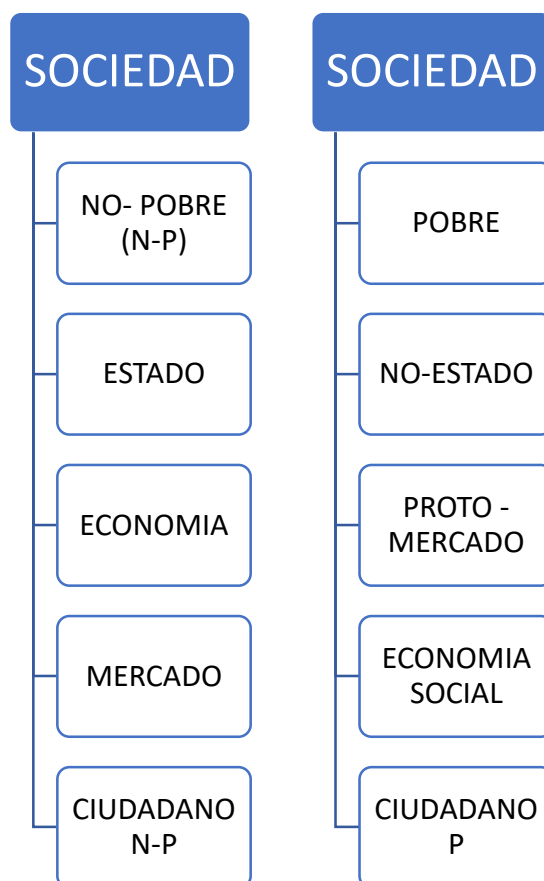 SOCIEDAD
NO- POBRE
(N-P)
ESTADO
ECONOMIA
MERCADO
CIUDADANO
N-P
SOCIEDAD
POBRE
NO-ESTADO
PROTO -
MERCADO
ECONOMIA
SOCIAL
CIUDADANO
P